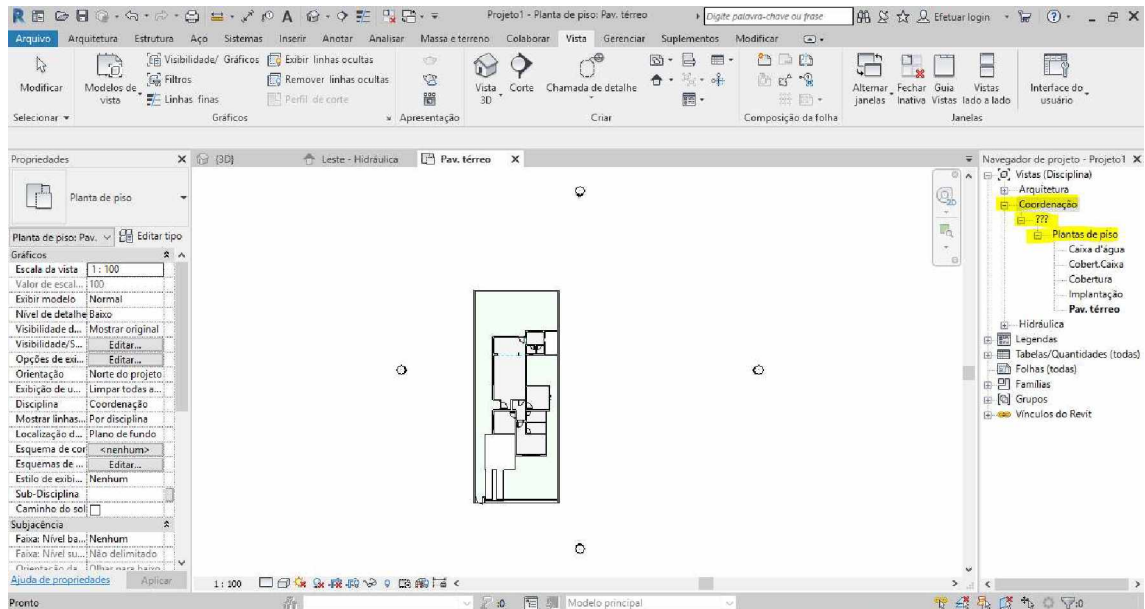 Projeto1 - Planta de piso: Pav. térreo
Digite palavra-chave ou frase
Efetuar login
Arquivo Arquitetura Estrutura Aço Sistemas Inserir Anotar Analisar Massa e terreno Colaborar Vista Gerenciar Suplementos Modificar
Modificar
Modelos de vista
Visibilidade/ Gráficos
Filtros
Linhas finas
Exibir linhas ocultas
Remover linhas ocultas
Perfil de corte
Vista 3D
Corte
Chamada de detalhe
Alternar janelas
Fechar Inativa
Guia Vistas
Vistas lado a lado
Interface do usuário
Selecionar Gráficos Apresentação Criar Composição da folha Janelas
Propriedades X
{3D} Leste - Hidráulica Pav. térreo X
Planta de piso
Planta de piso: Pav. Editar tipo
Gráficos
Escala da vista 1 : 100
Valor de escal... 100
Exibir modelo Normal
Nível de detalhe Baixo
Visibilidade d... Mostrar original
Visibilidade/S... Editar...
Opções de exi... Editar...
Orientação Norte do projeto
Exibição de u... Limpar todas a...
Disciplina Coordenação
Mostrar linhas... Por disciplina
Localização d... Plano de fundo
Esquema de cor <nenhum>
Esquemas de ... Editar...
Estilo de exibi... Nenhum
Sub-Disciplina
Caminho do sol
Subjacência
Faixa: Nível ba... Nenhum
Faixa: Nível su... Não delimitado
Orientação da Olhar para baixo
Ajuda de propriedades Aplicar
2D
Navegador de projeto - Projeto1 X
Vistas (Disciplina)
Arquitetura
Coordenação
???
Plantas de piso
Caixa d'água
Cobert.Caixa
Cobertura
Implantação
Pav. térreo
Hidráulica
Legendas
Tabelas/Quantidades (todas)
Folhas (todas)
Famílias
Grupos
Vínculos do Revit
1 : 100
Pronto
:0
Modelo principal
:0